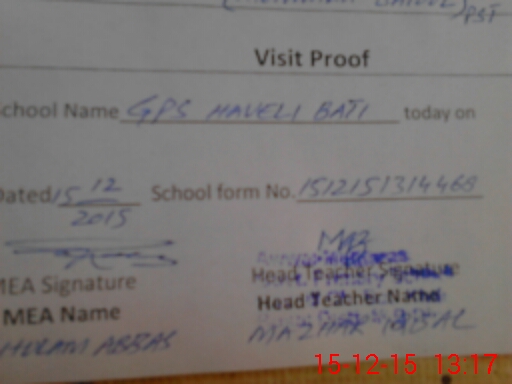 PST
Visit Proof
School Name GPS HAVELI BATI today on
Dated 15 12 2015 School form No. 1512151314468
MEA Signature Head Teacher Signature
MEA Name Head Teacher Name
ABBAS MAZHAR IQBAL
15-12-15 13:17